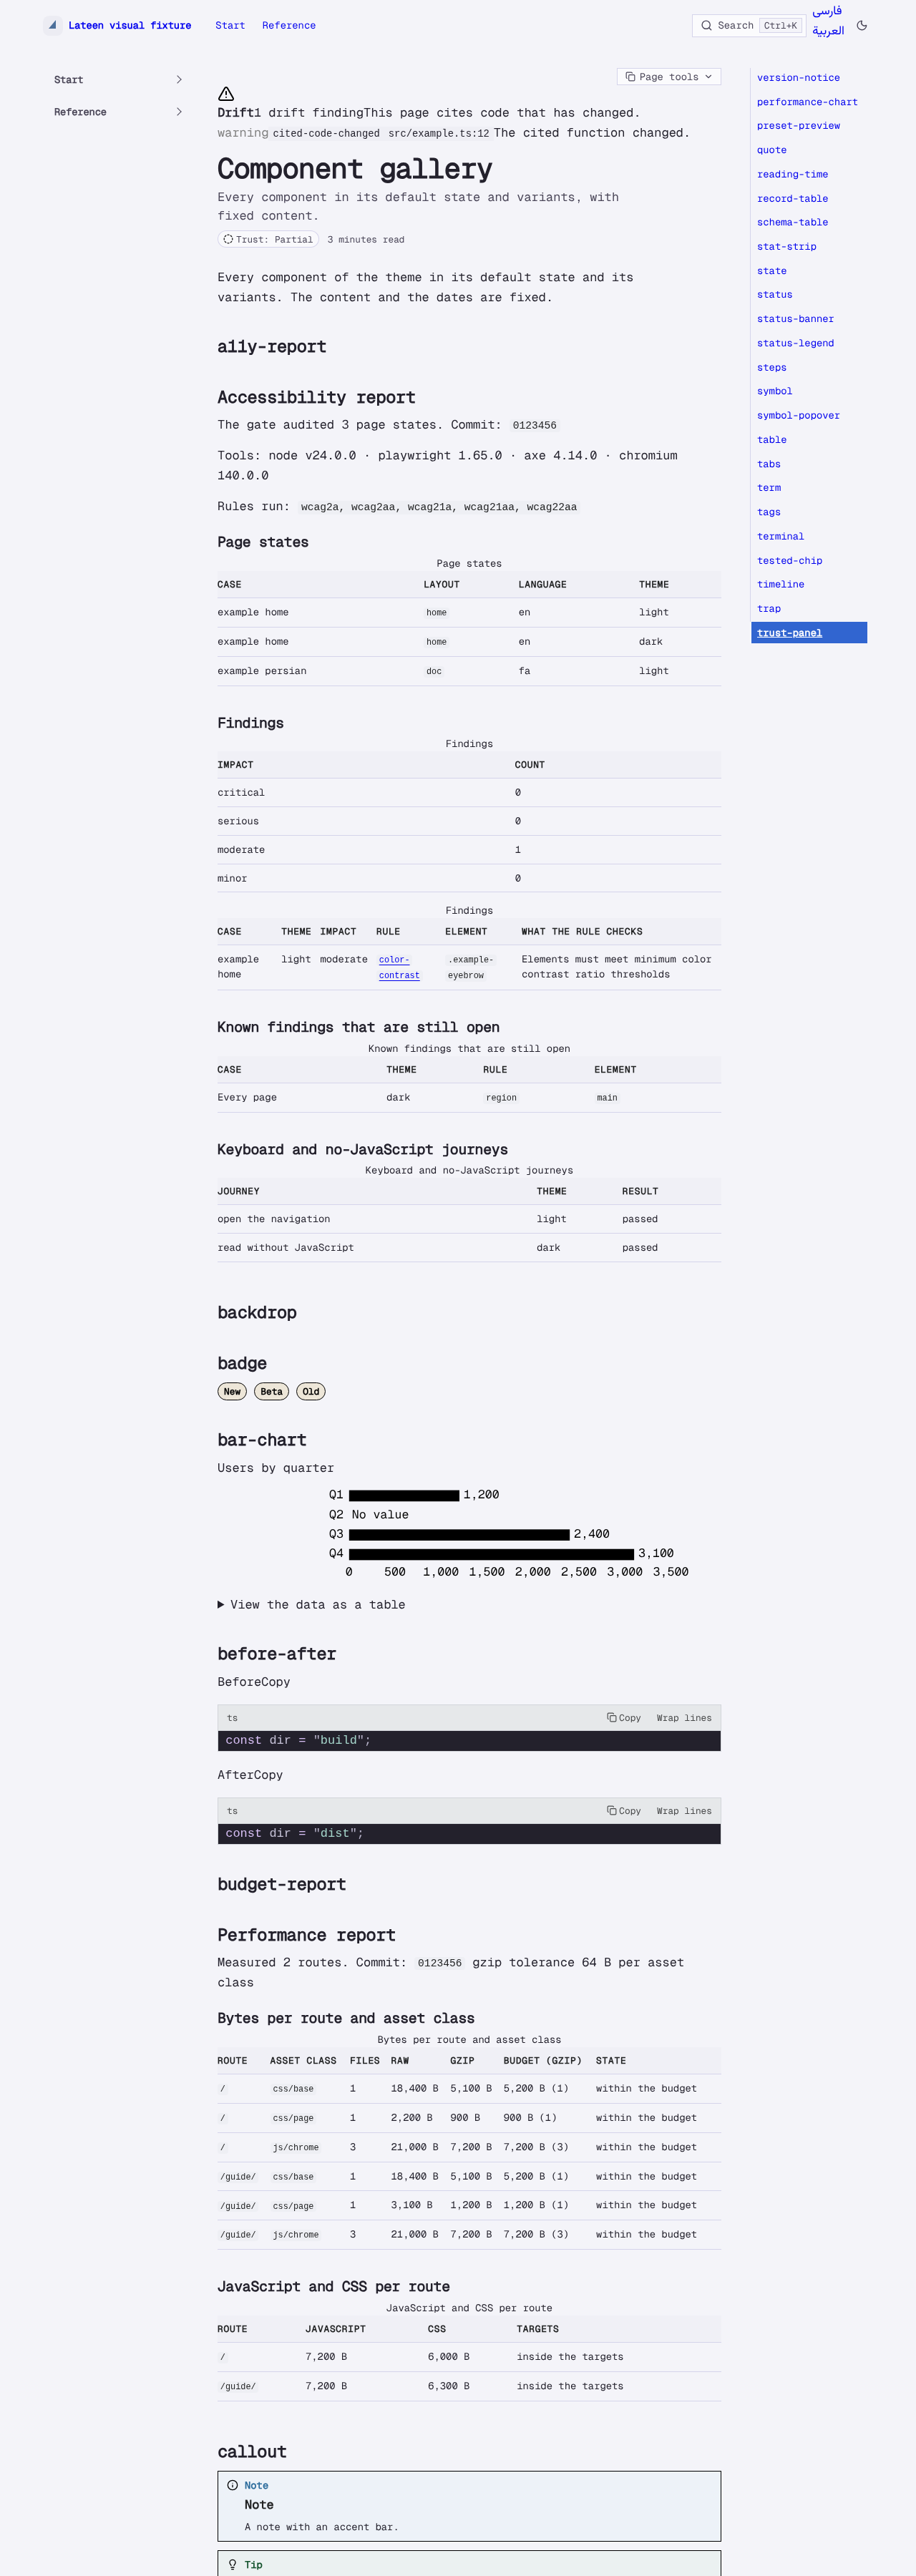 Lateen visual fixture
Start
Reference
Search Ctrl+K
فارسی
العربية
Start
Reference
Page tools
Drift1 drift findingThis page cites code that has changed.
warning cited-code-changed src/example.ts:12 The cited function changed.
Component gallery
Every component in its default state and variants, with
fixed content.
Trust: Partial 3 minutes read
Every component of the theme in its default state and its
variants. The content and the dates are fixed.
a11y-report
Accessibility report
The gate audited 3 page states. Commit: 0123456
Tools: node v24.0.0 · playwright 1.65.0 · axe 4.14.0 · chromium
140.0.0
Rules run: wcag2a, wcag2aa, wcag21a, wcag21aa, wcag22aa
Page states
Page states
CASE LAYOUT LANGUAGE THEME
example home home en light
example home home en dark
example persian doc fa light
Findings
Findings
IMPACT COUNT
critical 0
serious 0
moderate 1
minor 0
Findings
CASE THEME IMPACT RULE ELEMENT WHAT THE RULE CHECKS
example light moderate color- .example- Elements must meet minimum color
home contrast eyebrow contrast ratio thresholds
Known findings that are still open
Known findings that are still open
CASE THEME RULE ELEMENT
Every page dark region main
Keyboard and no-JavaScript journeys
Keyboard and no-JavaScript journeys
JOURNEY THEME RESULT
open the navigation light passed
read without JavaScript dark passed
backdrop
badge
New Beta Old
bar-chart
Users by quarter
Q1 1,200
Q2 No value
Q3 2,400
Q4 3,100
0 500 1,000 1,500 2,000 2,500 3,000 3,500
View the data as a table
before-after
BeforeCopy
ts Copy Wrap lines
const dir = "build";
AfterCopy
ts Copy Wrap lines
const dir = "dist";
budget-report
Performance report
Measured 2 routes. Commit: 0123456 gzip tolerance 64 B per asset
class
Bytes per route and asset class
Bytes per route and asset class
ROUTE ASSET CLASS FILES RAW GZIP BUDGET (GZIP) STATE
/ css/base 1 18,400 B 5,100 B 5,200 B (1) within the budget
/ css/page 1 2,200 B 900 B 900 B (1) within the budget
/ js/chrome 3 21,000 B 7,200 B 7,200 B (3) within the budget
/guide/ css/base 1 18,400 B 5,100 B 5,200 B (1) within the budget
/guide/ css/page 1 3,100 B 1,200 B 1,200 B (1) within the budget
/guide/ js/chrome 3 21,000 B 7,200 B 7,200 B (3) within the budget
JavaScript and CSS per route
JavaScript and CSS per route
ROUTE JAVASCRIPT CSS TARGETS
/ 7,200 B 6,000 B inside the targets
/guide/ 7,200 B 6,300 B inside the targets
callout
Note
Note
A note with an accent bar.
Tip
version-notice
performance-chart
preset-preview
quote
reading-time
record-table
schema-table
stat-strip
state
status
status-banner
status-legend
steps
symbol
symbol-popover
table
tabs
term
tags
terminal
tested-chip
timeline
trap
trust-panel